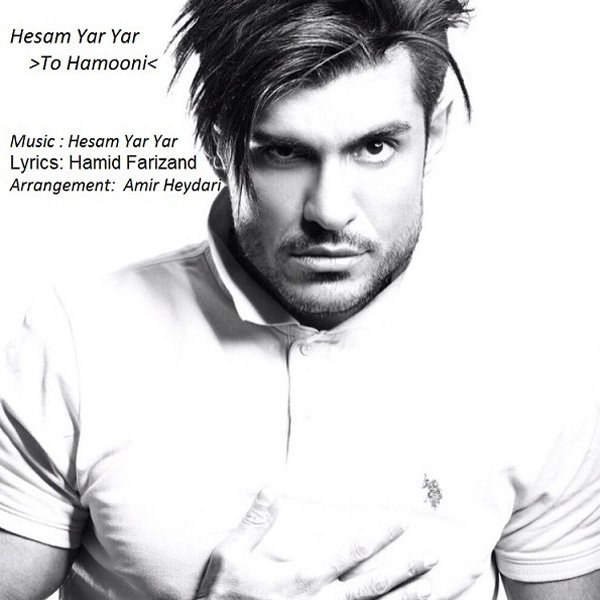 Hesam Yar Yar
>To Hamooni<
Music : Hesam Yar Yar
Lyrics: Hamid Farizand
Arrangement: Amir Heydari